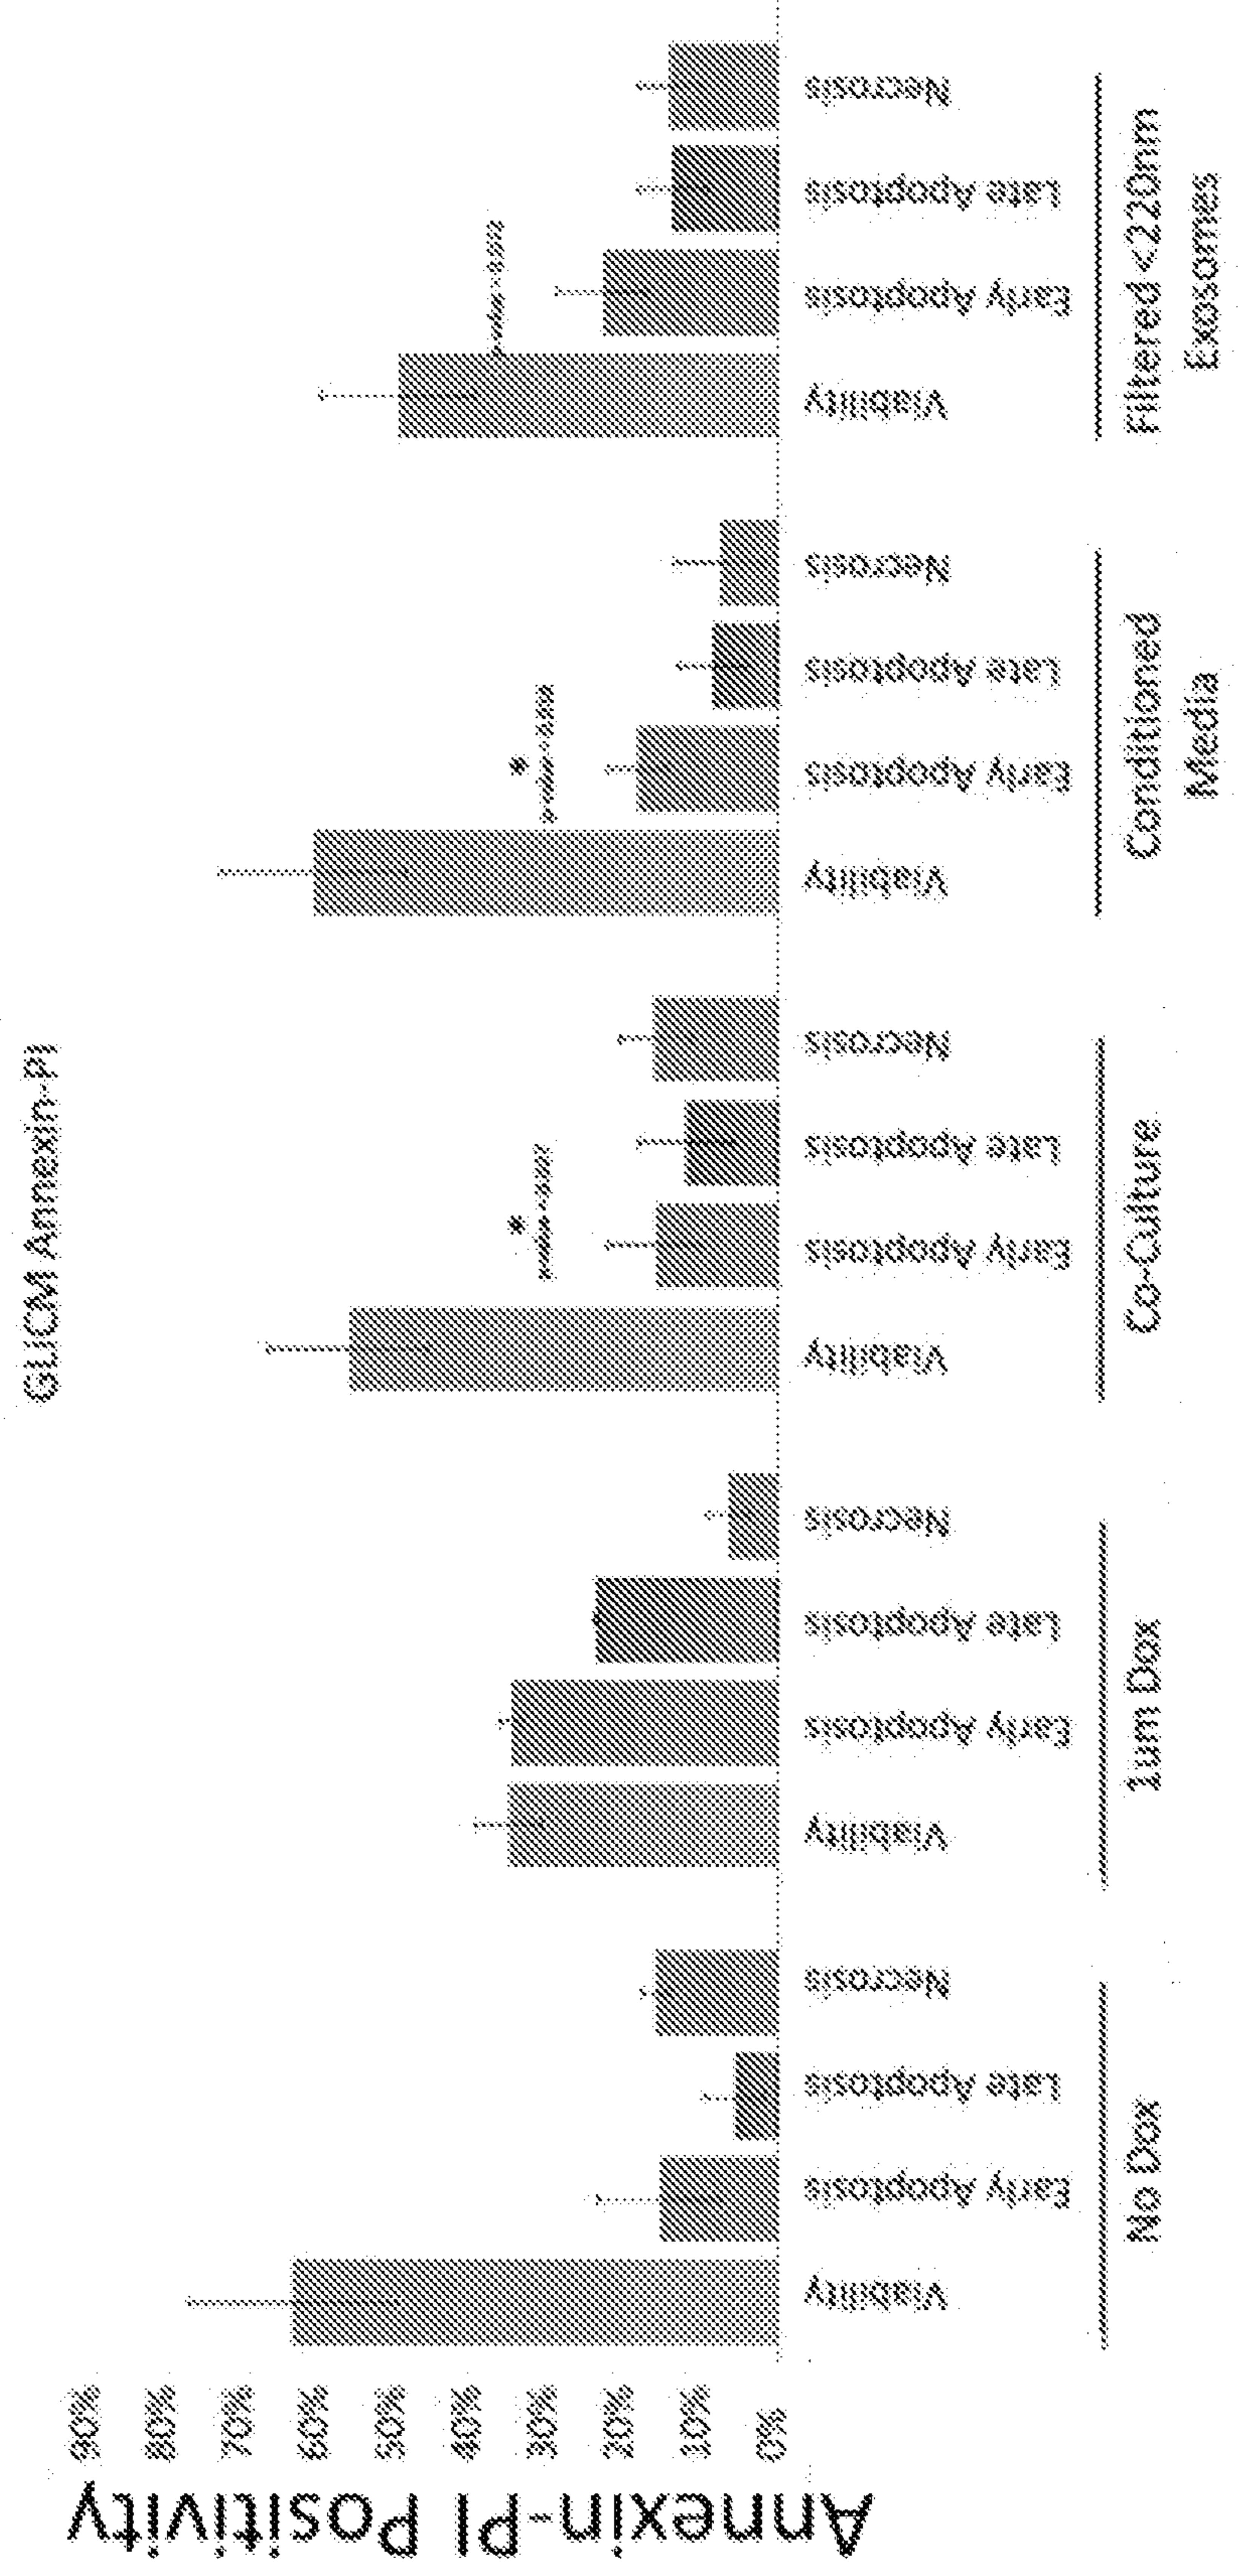 GLICM Annexin-PI
Annexin-PI Positivity
90%
80%
70%
60%
50%
40%
30%
20%
10%
0%
*
*
Viability
Early Apoptosis
Late Apoptosis
Necrosis
Viability
Early Apoptosis
Late Apoptosis
Necrosis
Viability
Early Apoptosis
Late Apoptosis
Necrosis
Viability
Early Apoptosis
Late Apoptosis
Necrosis
Viability
Early Apoptosis
Late Apoptosis
Necrosis
No Dox
1um Dox
Co-Culture
Conditioned
Media
Filtered <220nm
Exosomes